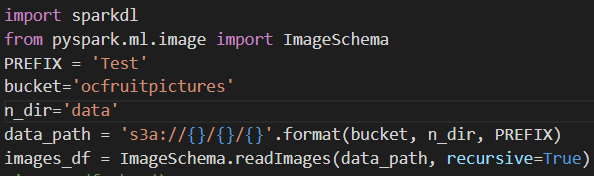 import sparkdl
from pyspark.ml.image import ImageSchema
PREFIX = 'Test'
bucket='ocfruitpictures'
n_dir='data'
data_path = 's3a://{}/{}/{}'.format(bucket, n_dir, PREFIX)
images_df = ImageSchema.readImages(data_path, recursive=True)